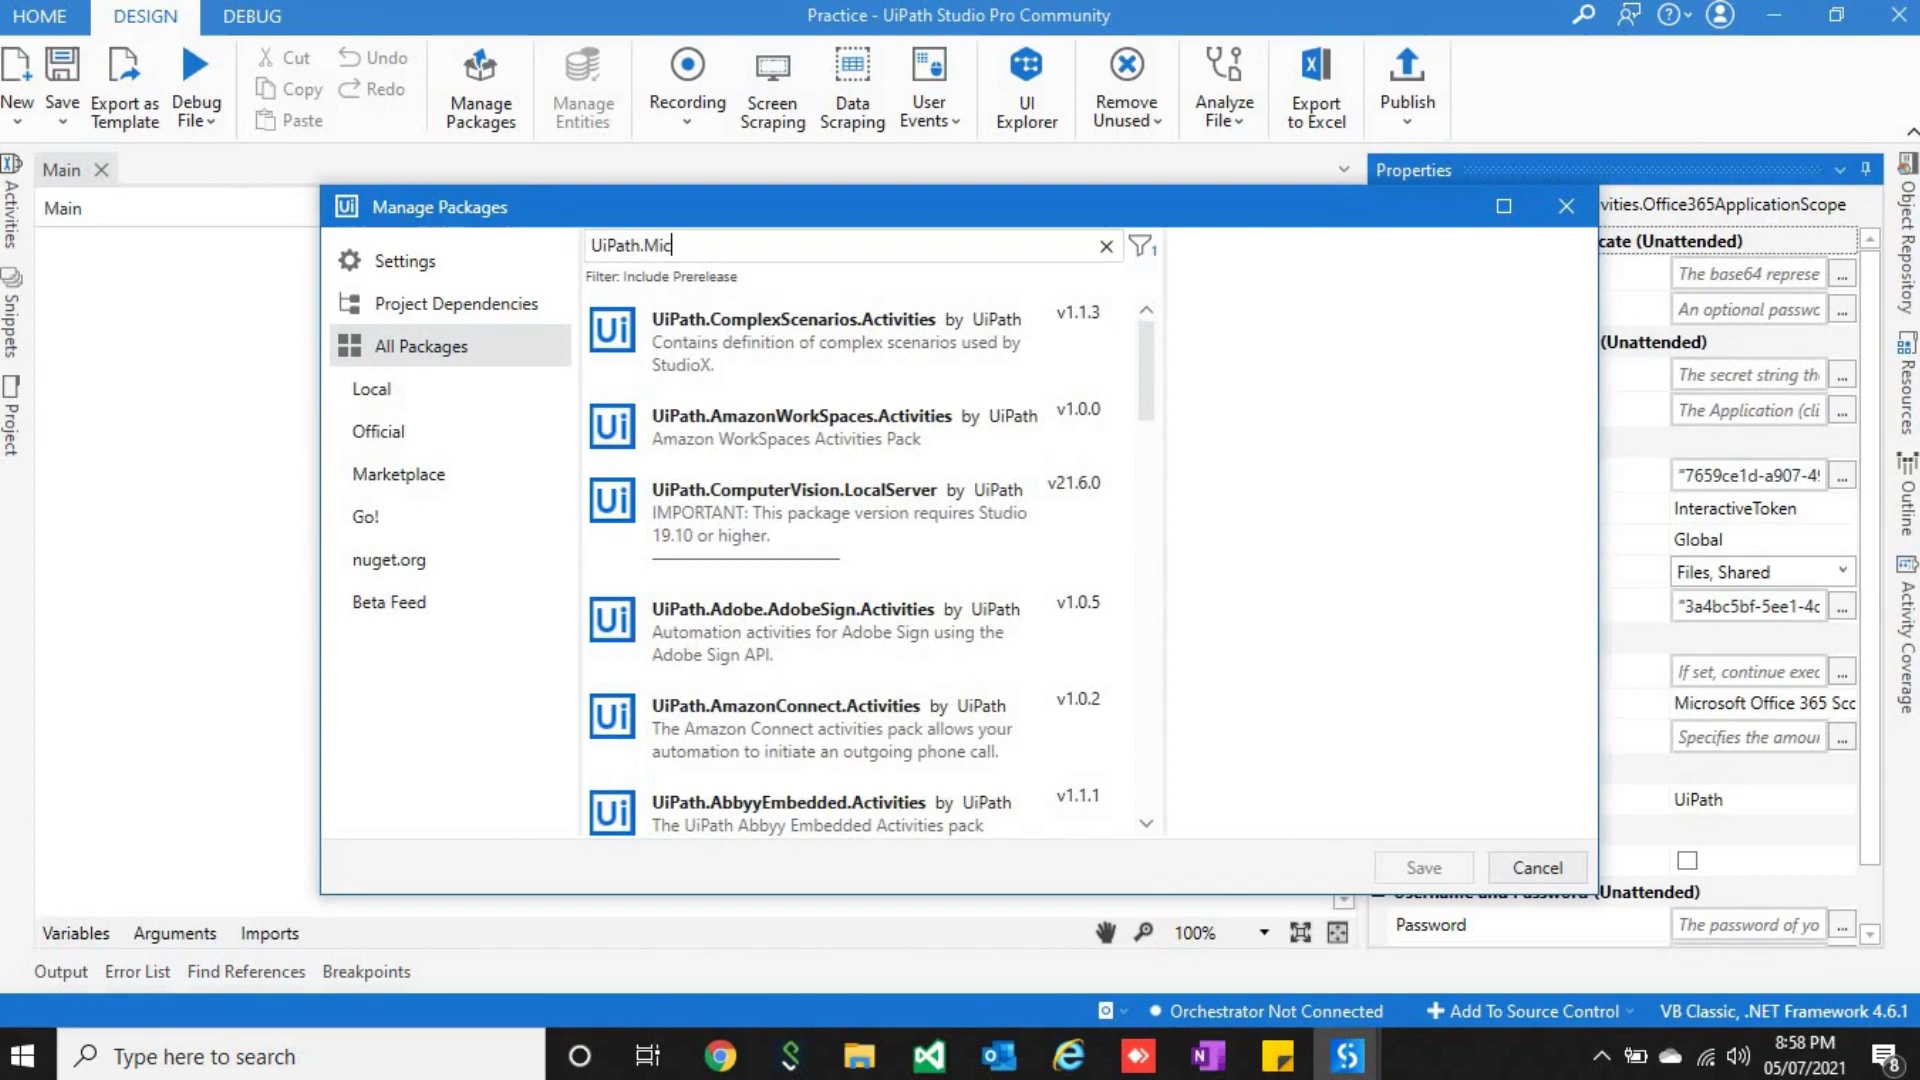 HOME DESIGN DEBUG Practice - UiPath Studio Pro Community
New Save Export as Template Debug File
Cut Copy Paste Undo Redo
Manage Packages
Manage Entities
Recording Screen Scraping Data Scraping User Events
UI Explorer
Remove Unused
Analyze File
Export to Excel
Publish
Activities
Snippets
Project
Main
Main
Manage Packages
Settings
Project Dependencies
All Packages
Local
Official
Marketplace
Go!
nuget.org
Beta Feed
UiPath.Mic
1
Filter: Include Prerelease
UiPath.ComplexScenarios.Activities by UiPath v1.1.3
Contains definition of complex scenarios used by
StudioX.
UiPath.AmazonWorkSpaces.Activities by UiPath v1.0.0
Amazon WorkSpaces Activities Pack
UiPath.ComputerVision.LocalServer by UiPath v21.6.0
IMPORTANT: This package version requires Studio
19.10 or higher.
UiPath.Adobe.AdobeSign.Activities by UiPath v1.0.5
Automation activities for Adobe Sign using the
Adobe Sign API.
UiPath.AmazonConnect.Activities by UiPath v1.0.2
The Amazon Connect activities pack allows your
automation to initiate an outgoing phone call.
UiPath.AbbyyEmbedded.Activities by UiPath v1.1.1
The UiPath Abbyy Embedded Activities pack
Save Cancel
Properties
vities.Office365ApplicationScope
cate (Unattended)
The base64 represe ...
An optional passwc ...
(Unattended)
The secret string th ...
The Application (cli ...
"7659ce1d-a907-4! ...
InteractiveToken
Global
Files, Shared
"3a4bc5bf-5ee1-4c ...
If set, continue exec ...
Microsoft Office 365 Scc
Specifies the amour ...
UiPath
(Unattended)
Password The password of yo ...
Object Repository
Resources
Outline
Activity Coverage
Variables Arguments Imports 100%
Output Error List Find References Breakpoints
Orchestrator Not Connected Add To Source Control VB Classic, .NET Framework 4.6.1
Type here to search
8:58 PM
05/07/2021
8